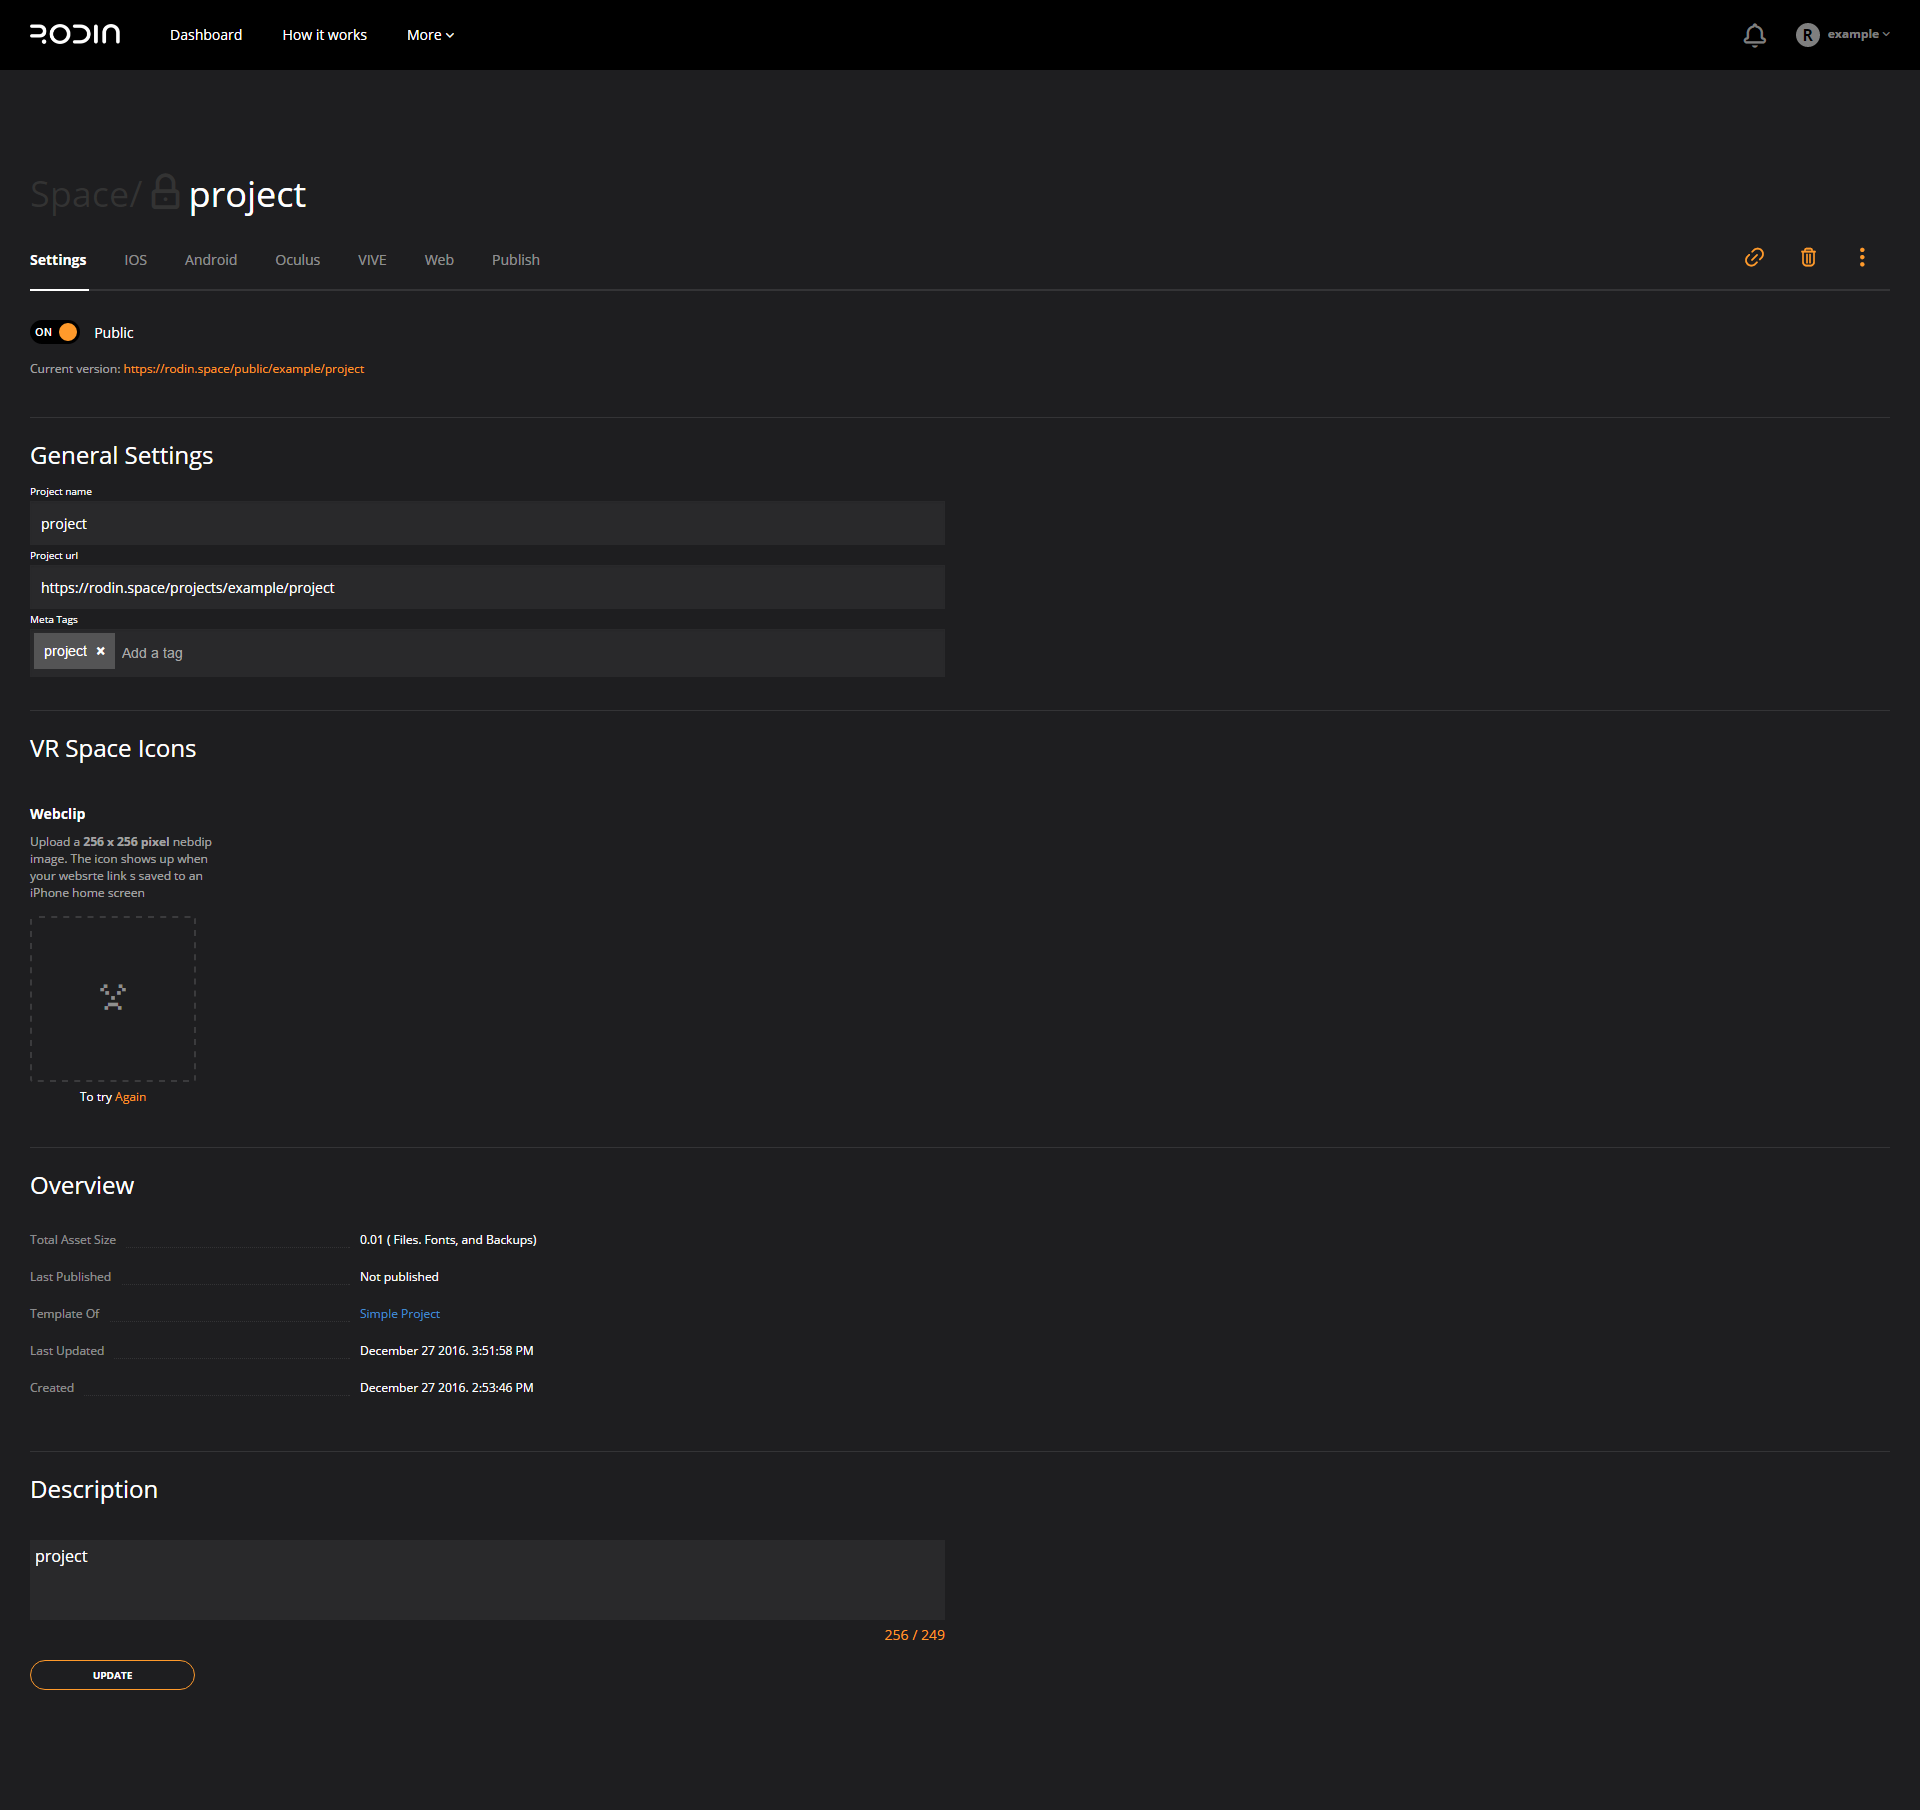 RODIN
Dashboard How it works More
R example
Space/ project
Settings IOS Android Oculus VIVE Web Publish
ON Public
Current version: https://rodin.space/public/example/project
General Settings
Project name
project
Project url
https://rodin.space/projects/example/project
Meta Tags
project × Add a tag
VR Space Icons
Webclip
Upload a 256 x 256 pixel nebdip
image. The icon shows up when
your websrte link s saved to an
iPhone home screen
To try Again
Overview
Total Asset Size 0.01 ( Files. Fonts, and Backups)
Last Published Not published
Template Of Simple Project
Last Updated December 27 2016. 3:51:58 PM
Created December 27 2016. 2:53:46 PM
Description
project
256 / 249
UPDATE